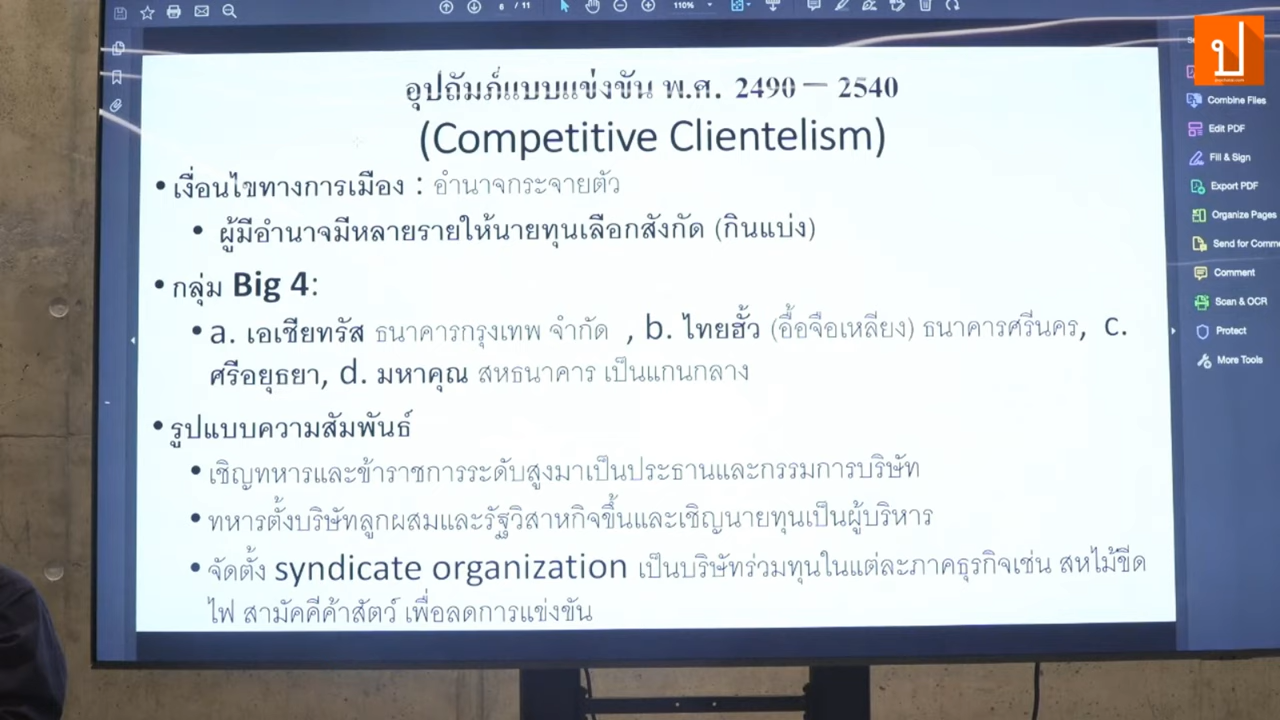 6 / 11
110%
ป
อุปถัมภ์แบบแข่งขัน พ.ศ. 2490 – 2540
(Competitive Clientelism)
• เงื่อนไขทางการเมือง : อำนาจกระจายตัว
• ผู้มีอำนาจมีหลายรายให้นายทุนเลือกสังกัด (กินแบ่ง)
• กลุ่ม Big 4:
• a. เอเชียทรัส ธนาคารกรุงเทพ จำกัด , b. ไทยฮั้ว (อื้อจือเหลียง) ธนาคารศรีนคร, c.
ศรีอยุธยา, d. มหาคุณ สหธนาคาร เป็นแกนกลาง
• รูปแบบความสัมพันธ์
• เชิญทหารและข้าราชการระดับสูงมาเป็นประธานและกรรมการบริษัท
• ทหารตั้งบริษัทลูกผสมและรัฐวิสาหกิจขึ้นและเชิญนายทุนเป็นผู้บริหาร
• จัดตั้ง syndicate organization เป็นบริษัทร่วมทุนในแต่ละภาคธุรกิจเช่น สหไม้ขีด
ไฟ สามัคคีค้าสัตว์ เพื่อลดการแข่งขัน
Combine Files
Edit PDF
Fill & Sign
Export PDF
Organize Pages
Send for Comme
Comment
Scan & OCR
Protect
More Tools